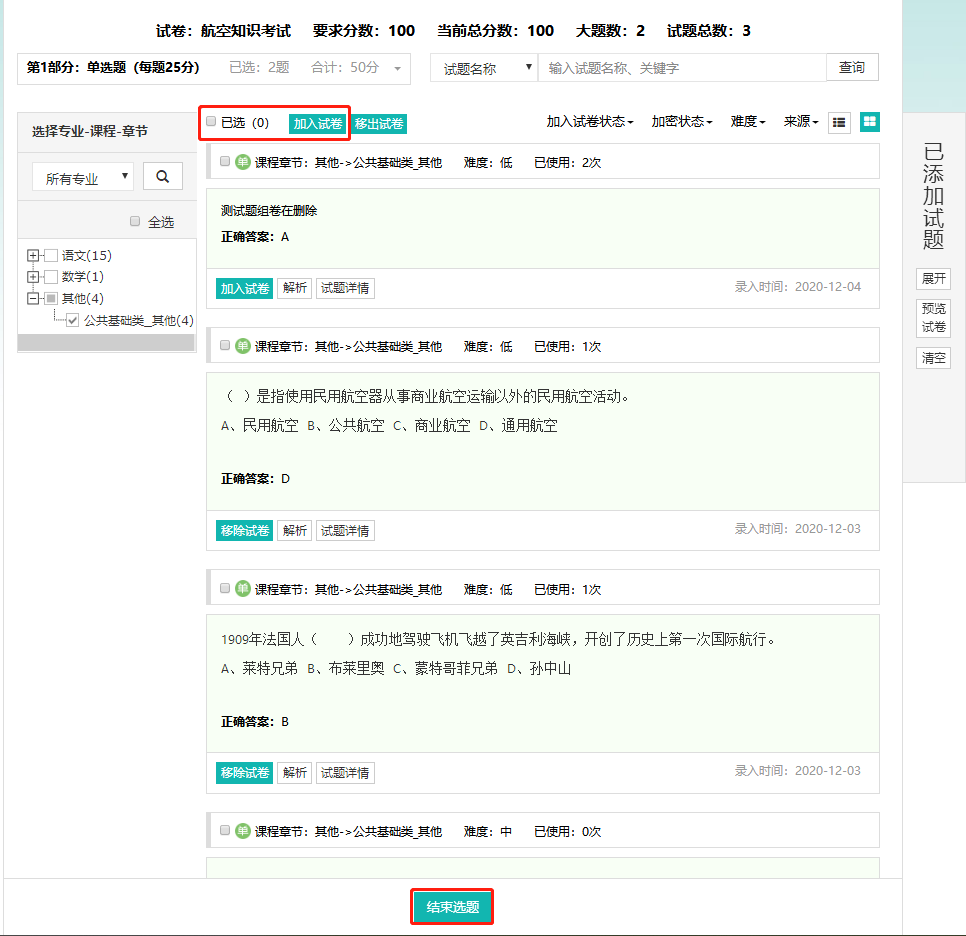 试卷：航空知识考试 要求分数：100 当前总分数：100 大题数：2 试题总数：3
第1部分：单选题（每题25分） 已选：2题 合计：50分
试题名称 输入试题名称、关键字 查询
选择专业-课程-章节
所有专业
全选
语文(15)
数学(1)
其他(4)
公共基础类_其他(4)
已选（0） 加入试卷 移出试卷 加入试卷状态 加密状态 难度 来源
单 课程章节：其他->公共基础类_其他 难度：低 已使用：2次
测试题组卷在删除
正确答案：A
加入试卷 解析 试题详情 录入时间：2020-12-04
单 课程章节：其他->公共基础类_其他 难度：低 已使用：1次
（ ）是指使用民用航空器从事商业航空运输以外的民用航空活动。
A、民用航空 B、公共航空 C、商业航空 D、通用航空
正确答案：D
移除试卷 解析 试题详情 录入时间：2020-12-03
单 课程章节：其他->公共基础类_其他 难度：低 已使用：1次
1909年法国人（ ）成功地驾驶飞机飞越了英吉利海峡，开创了历史上第一次国际航行。
A、莱特兄弟 B、布莱里奥 C、蒙特哥菲兄弟 D、孙中山
正确答案：B
移除试卷 解析 试题详情 录入时间：2020-12-03
单 课程章节：其他->公共基础类_其他 难度：中 已使用：0次
结束选题
已添加试题
展开
预览
试卷
清空